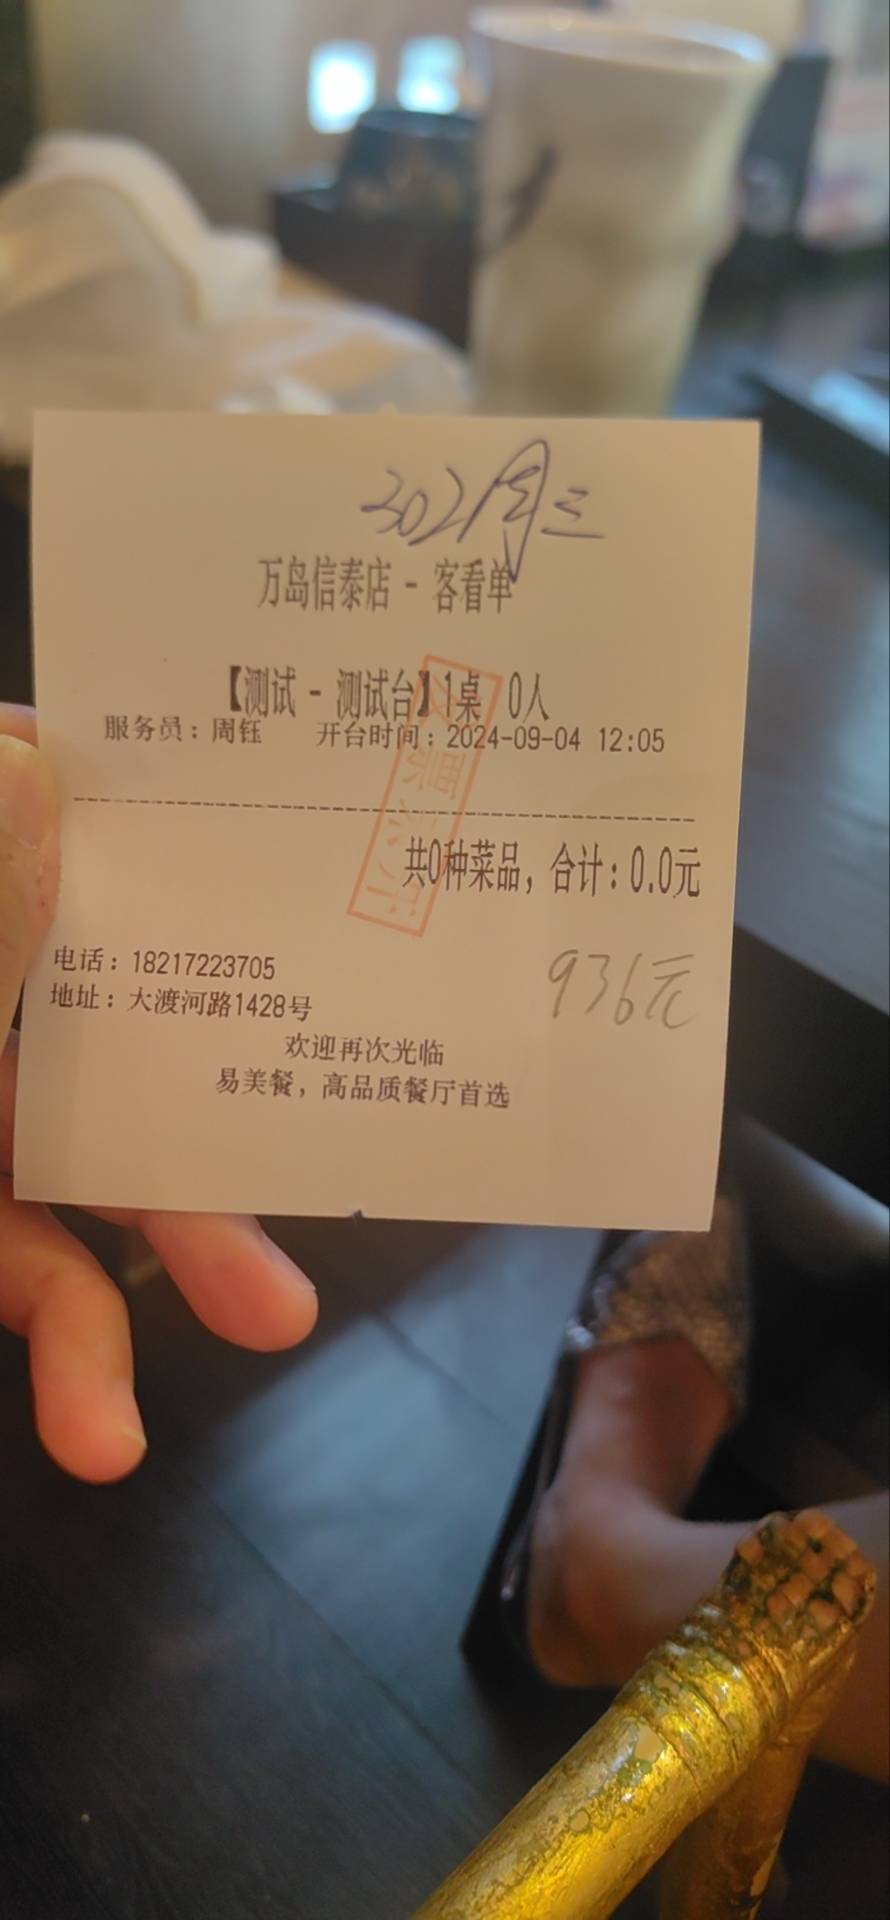 302周三
万岛信泰店 - 客看单
【测试 - 测试台】1桌 0人
服务员：周钰 开台时间：2024-09-04 12:05
共0种菜品，合计：0.0元
936元
电话：18217223705
地址：大渡河路1428号
欢迎再次光临
易美餐，高品质餐厅首选